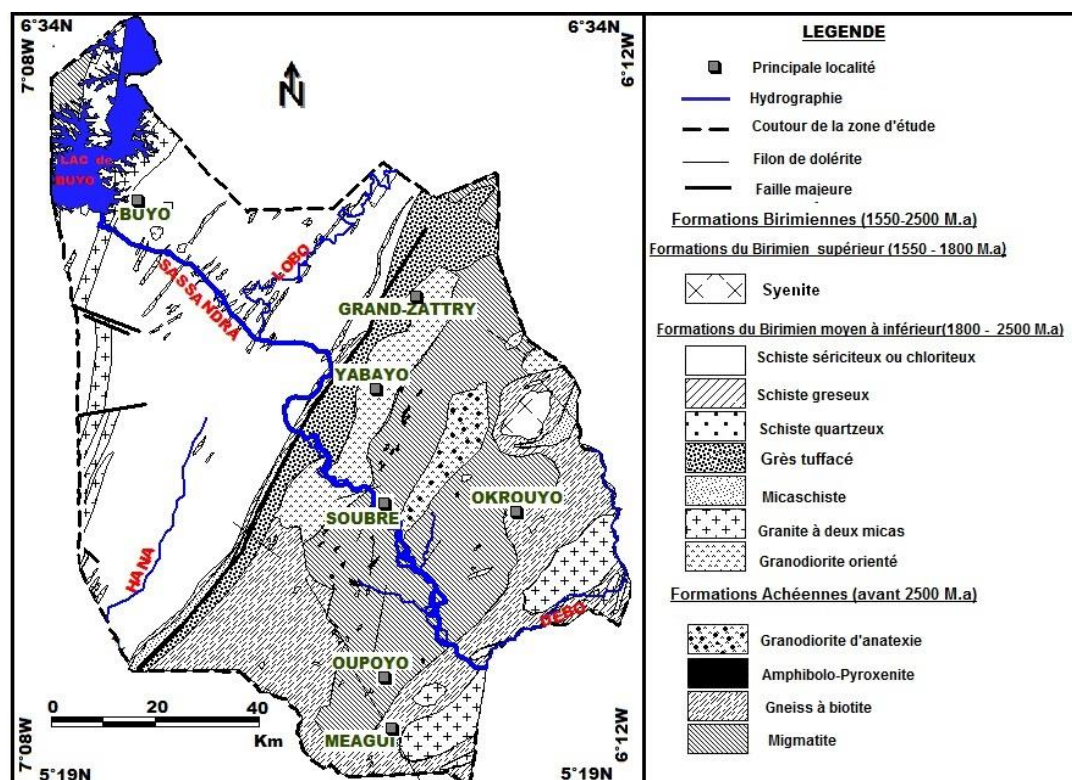 6°34N
6°34N
7°08W
6°12W
N
LAC de
BUYO
BUYO
SASSANDRA
LOBO
GRAND-ZATTRY
YABAYO
SOUBRE
OKROUYO
HANA
DEBO
OUPOYO
MEAGUI
0 20 40
Km
7°08W
6°12W
5°19N
5°19N
LEGENDE
Principale localité
Hydrographie
Coutour de la zone d'étude
Filon de dolérite
Faille majeure
Formations Birimiennes (1550-2500 M.a)
Formations du Birimien supérieur (1550 - 1800 M.a)
Syenite
Formations du Birimien moyen à inférieur(1800 - 2500 M.a)
Schiste sériciteux ou chloriteux
Schiste greseux
Schiste quartzeux
Grès tuffacé
Micaschiste
Granite à deux micas
Granodiorite orienté
Formations Achéennes (avant 2500 M.a)
Granodiorite d'anatexie
Amphibolo-Pyroxenite
Gneiss à biotite
Migmatite